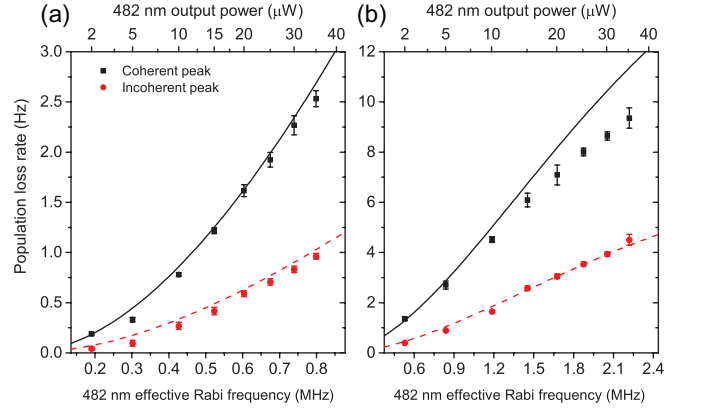 (a)
482 nm output power (μW)
2 5 10 15 20 25 30 40
3.0
2.5
2.0
1.5
1.0
0.5
0.0
Population loss rate (Hz)
Coherent peak
Incoherent peak
0.2 0.3 0.4 0.5 0.6 0.7 0.8
482 nm effective Rabi frequency (MHz)
(b)
482 nm output power (μW)
2 5 10 20 30 40
12
10
8
6
4
2
0
0.6 0.9 1.2 1.5 1.8 2.1 2.4
482 nm effective Rabi frequency (MHz)